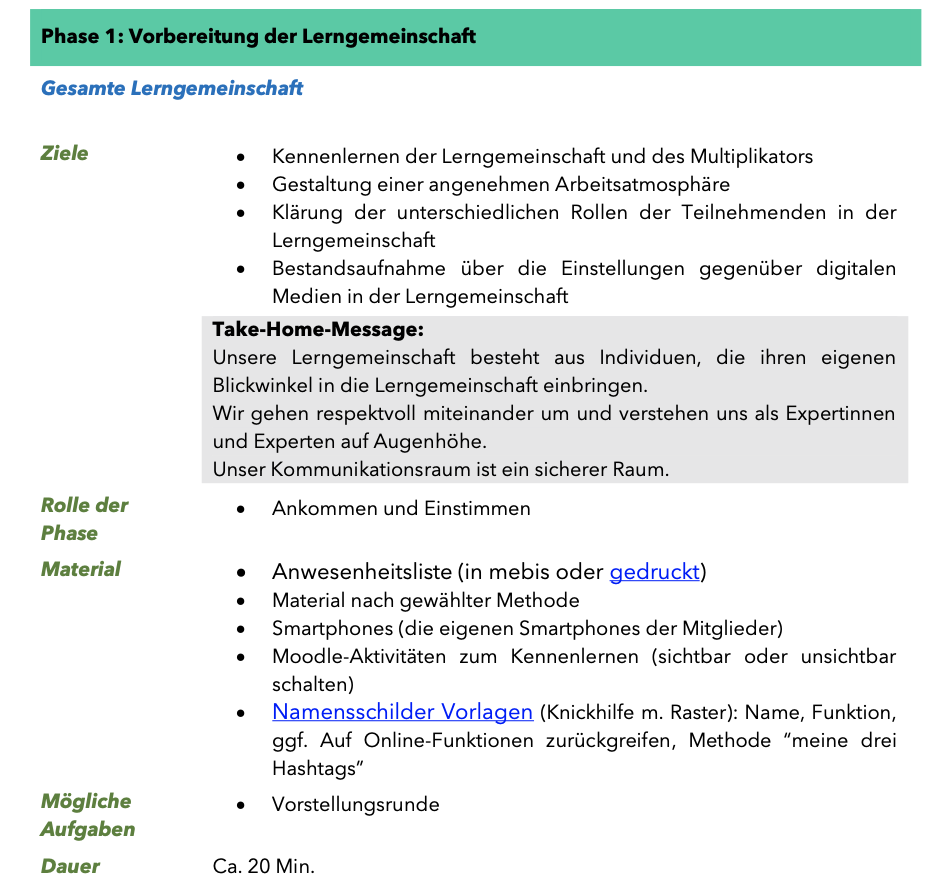 Phase 1: Vorbereitung der Lerngemeinschaft
Gesamte Lerngemeinschaft
Ziele
• Kennenlernen der Lerngemeinschaft und des Multiplikators
• Gestaltung einer angenehmen Arbeitsatmosphäre
• Klärung der unterschiedlichen Rollen der Teilnehmenden in der
Lerngemeinschaft
• Bestandsaufnahme über die Einstellungen gegenüber digitalen
Medien in der Lerngemeinschaft
Take-Home-Message:
Unsere Lerngemeinschaft besteht aus Individuen, die ihren eigenen
Blickwinkel in die Lerngemeinschaft einbringen.
Wir gehen respektvoll miteinander um und verstehen uns als Expertinnen
und Experten auf Augenhöhe.
Unser Kommunikationsraum ist ein sicherer Raum.
Rolle der
Phase
• Ankommen und Einstimmen
Material
• Anwesenheitsliste (in mebis oder gedruckt)
• Material nach gewählter Methode
• Smartphones (die eigenen Smartphones der Mitglieder)
• Moodle-Aktivitäten zum Kennenlernen (sichtbar oder unsichtbar
schalten)
• Namensschilder Vorlagen (Knickhilfe m. Raster): Name, Funktion,
ggf. Auf Online-Funktionen zurückgreifen, Methode “meine drei
Hashtags”
Mögliche
Aufgaben
• Vorstellungsrunde
Dauer
Ca. 20 Min.